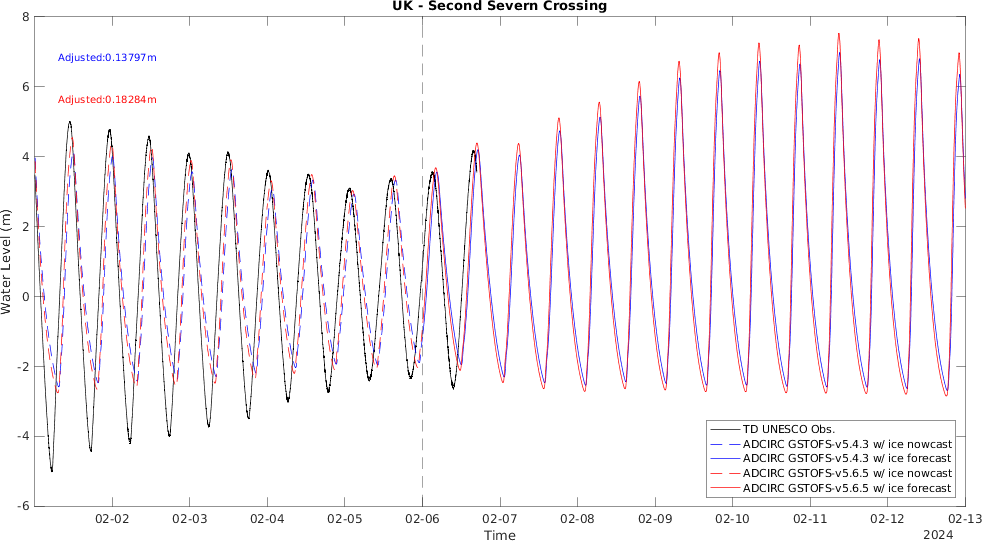 UK - Second Severn Crossing
Adjusted:0.13797m
Adjusted:0.18284m
8
6
4
2
0
-2
-4
-6
Water Level (m)
TD UNESCO Obs.
ADCIRC GSTOFS-v5.4.3 w/ ice nowcast
ADCIRC GSTOFS-v5.4.3 w/ ice forecast
ADCIRC GSTOFS-v5.6.5 w/ ice nowcast
ADCIRC GSTOFS-v5.6.5 w/ ice forecast
02-02 02-03 02-04 02-05 02-06 02-07 02-08 02-09 02-10 02-11 02-12 02-13
Time
2024